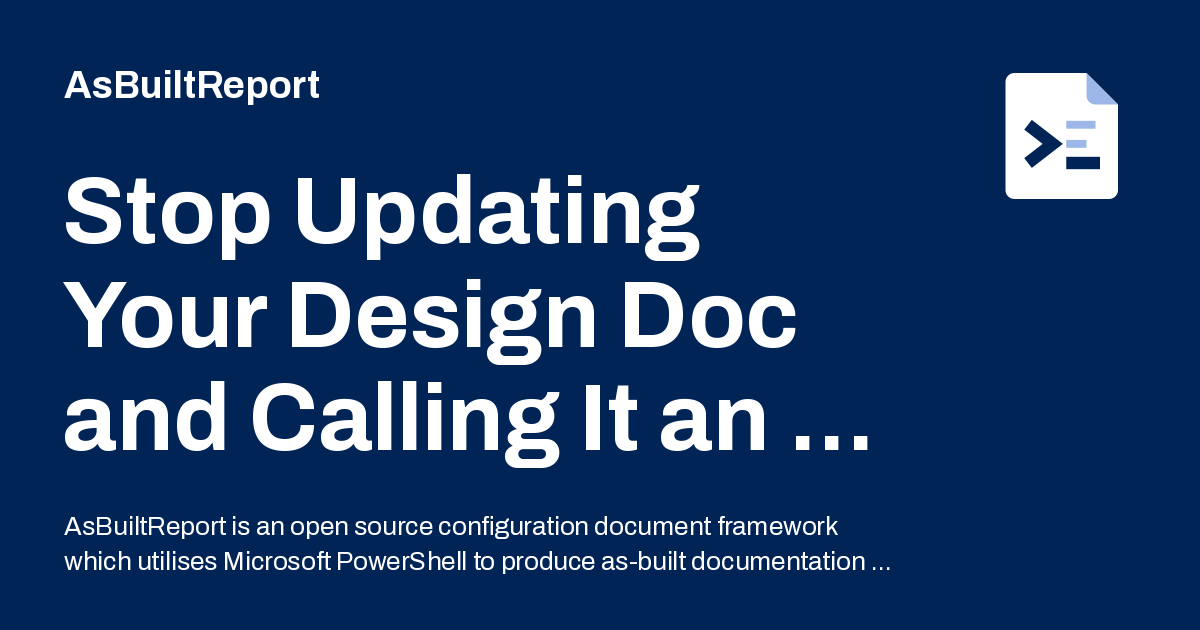 AsBuiltReport
Stop Updating
Your Design Doc
and Calling It an ...
AsBuiltReport is an open source configuration document framework
which utilises Microsoft PowerShell to produce as-built documentation ...